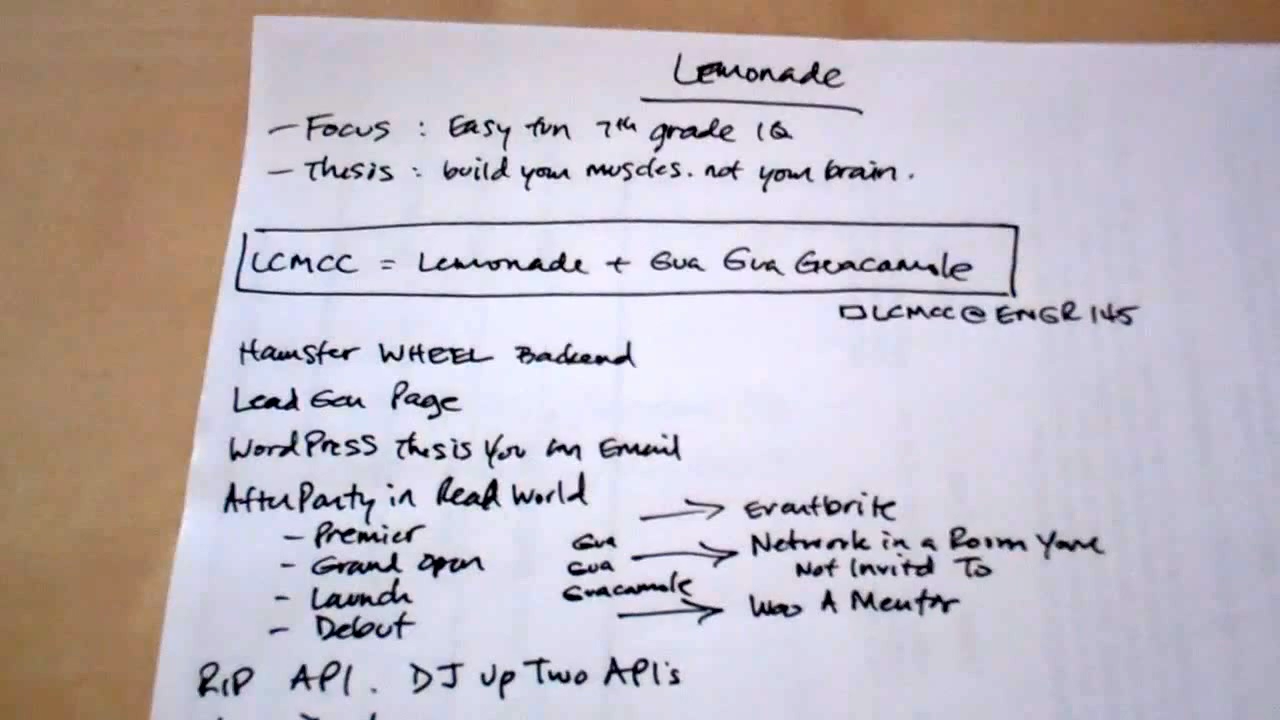 Lemonade
- Focus : Easy fun 7th grade IQ
- Thesis : build your muscles. not your brain.
LCMCC = Lemonade + Gua Gua Guacamole
LCMCC@ENGR145
Hamster WHEEL Backend
Lead Gen Page
WordPress Thesis You an Email
AfterParty in Real World
- Premier
- Grand Open
- Launch
- Debut
Gua
Gua
Guacamole
→ Eventbrite
→ Network in a Room You're
Not Invitd To
→ Woo A Mentor
RIP API. DJ Up Two API's